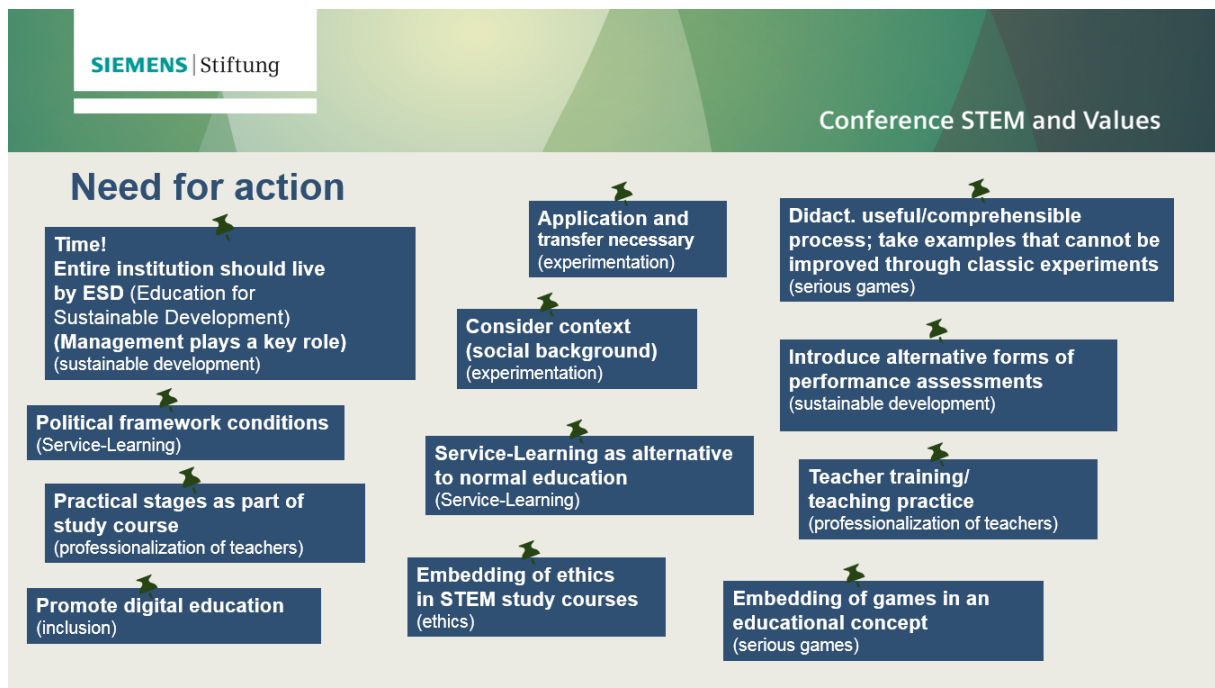 SIEMENS | Stiftung
Conference STEM and Values
Need for action
Time!
Entire institution should live
by ESD (Education for
Sustainable Development)
(Management plays a key role)
(sustainable development)
Political framework conditions
(Service-Learning)
Practical stages as part of
study course
(professionalization of teachers)
Promote digital education
(inclusion)
Application and
transfer necessary
(experimentation)
Consider context
(social background)
(experimentation)
Service-Learning as alternative
to normal education
(Service-Learning)
Embedding of ethics
in STEM study courses
(ethics)
Didact. useful/comprehensible
process; take examples that cannot be
improved through classic experiments
(serious games)
Introduce alternative forms of
performance assessments
(sustainable development)
Teacher training/
teaching practice
(professionalization of teachers)
Embedding of games in an
educational concept
(serious games)